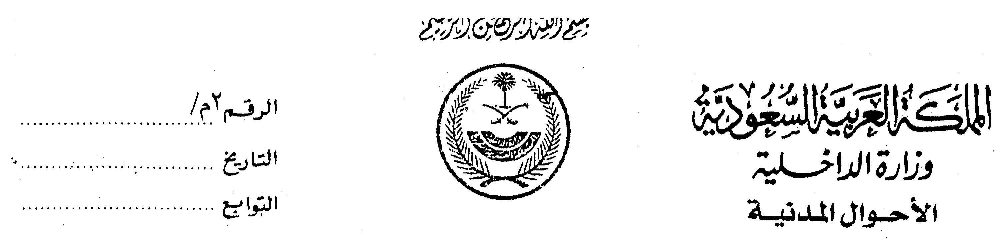 بسم الله الرحمن الرحيم
المملكة العربية السعودية
وزارة الداخلية
الأحوال المدنية
الرقم ٢م/
التاريخ
التوابع